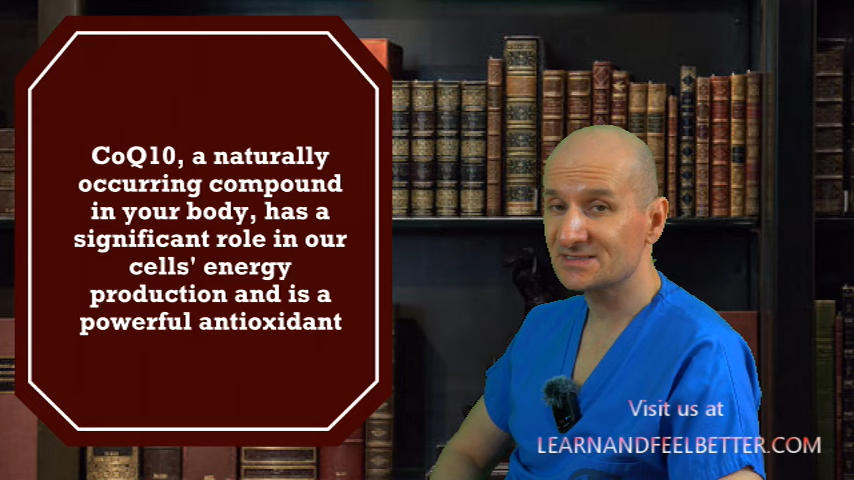 CoQ10, a naturally
occurring compound
in your body, has a
significant role in our
cells' energy
production and is a
powerful antioxidant
Visit us at
LEARNANDFEELBETTER.COM